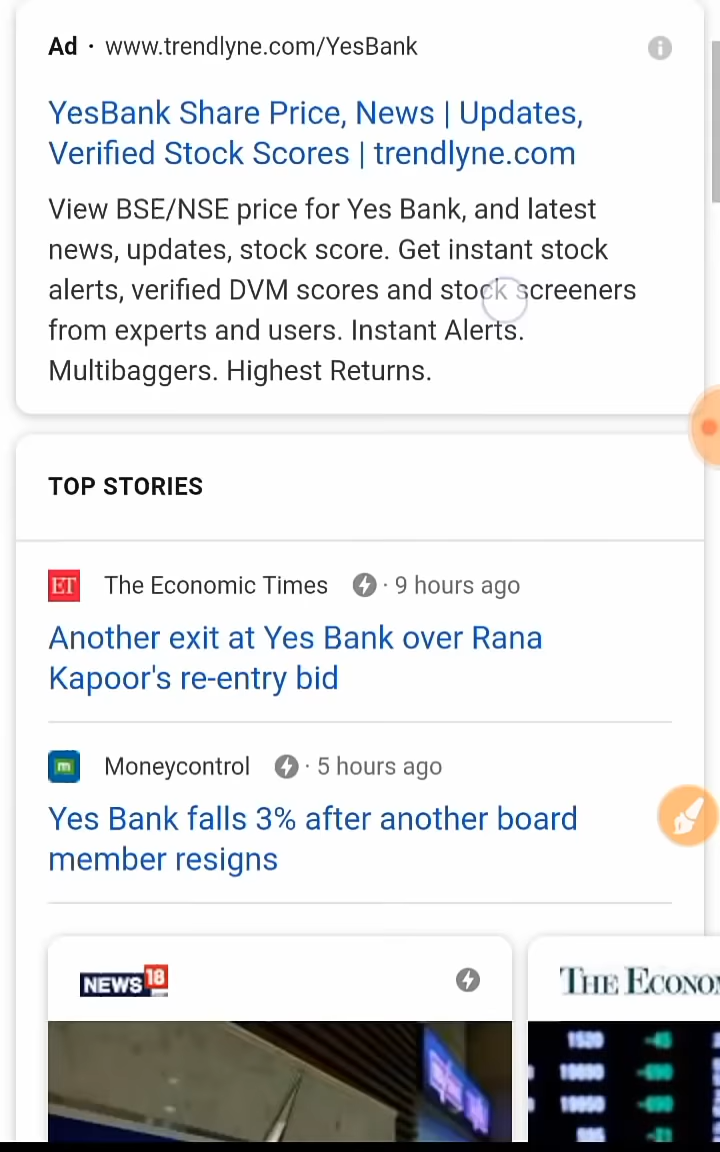 Ad · www.trendlyne.com/YesBank
YesBank Share Price, News | Updates,
Verified Stock Scores | trendlyne.com
View BSE/NSE price for Yes Bank, and latest
news, updates, stock score. Get instant stock
alerts, verified DVM scores and stock screeners
from experts and users. Instant Alerts.
Multibaggers. Highest Returns.
TOP STORIES
ET The Economic Times · 9 hours ago
Another exit at Yes Bank over Rana
Kapoor's re-entry bid
m Moneycontrol · 5 hours ago
Yes Bank falls 3% after another board
member resigns
NEWS18
THE ECONO